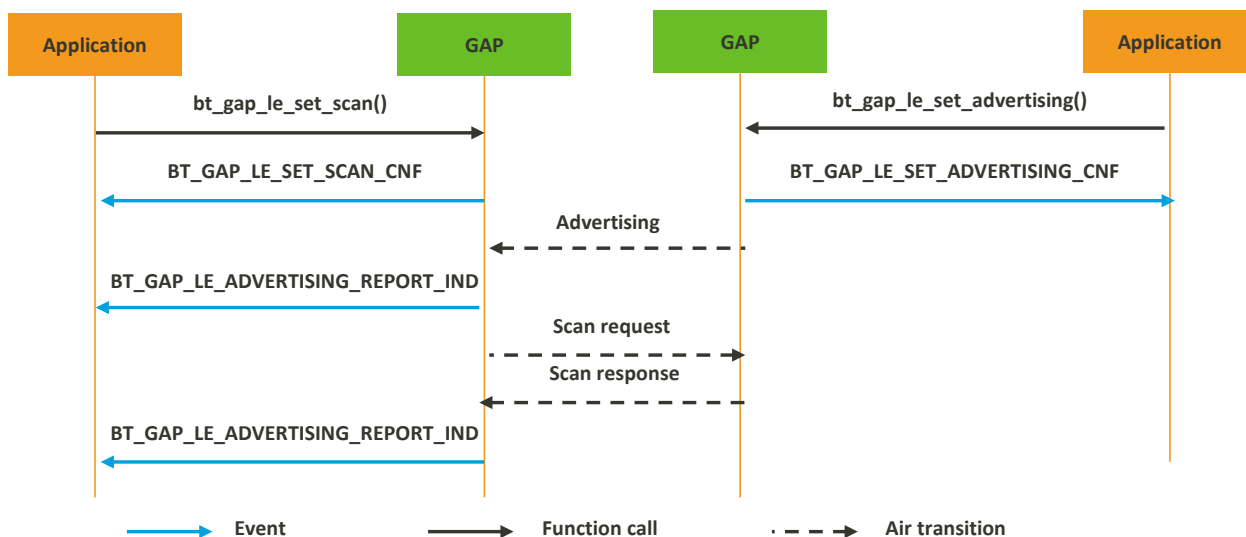 Application
GAP
GAP
Application
bt_gap_le_set_scan()
bt_gap_le_set_advertising()
BT_GAP_LE_SET_SCAN_CNF
BT_GAP_LE_SET_ADVERTISING_CNF
Advertising
BT_GAP_LE_ADVERTISING_REPORT_IND
Scan request
Scan response
BT_GAP_LE_ADVERTISING_REPORT_IND
Event
Function call
Air transition